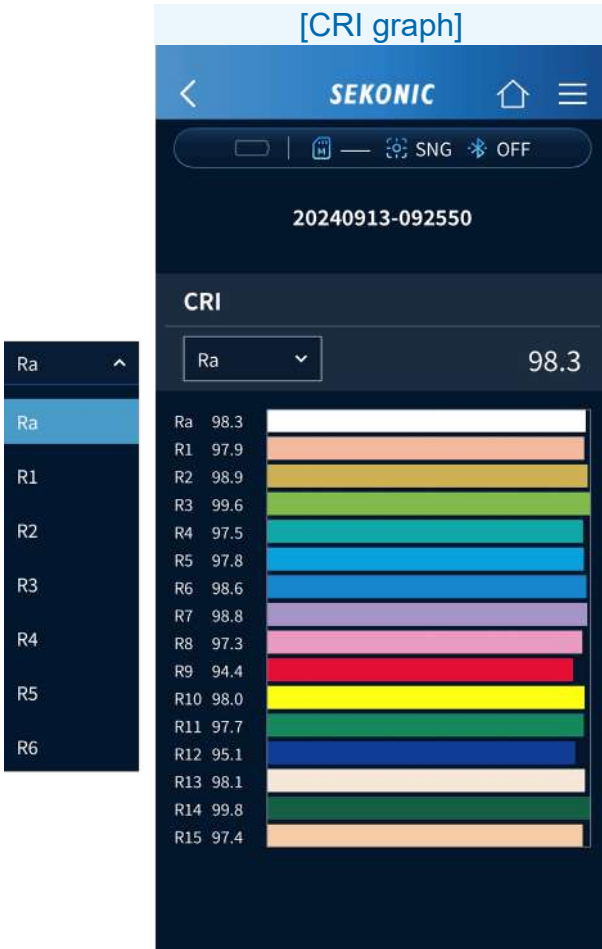 [CRI graph]
SEKONIC
M — SNG OFF
20240913-092550
CRI
Ra 98.3
Ra 98.3
R1 97.9
R2 98.9
R3 99.6
R4 97.5
R5 97.8
R6 98.6
R7 98.8
R8 97.3
R9 94.4
R10 98.0
R11 97.7
R12 95.1
R13 98.1
R14 99.8
R15 97.4
Ra
Ra
R1
R2
R3
R4
R5
R6